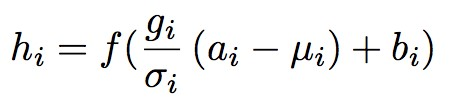 h_i = f(\frac{g_i}{\sigma_i} (a_i - \mu_i) + b_i)